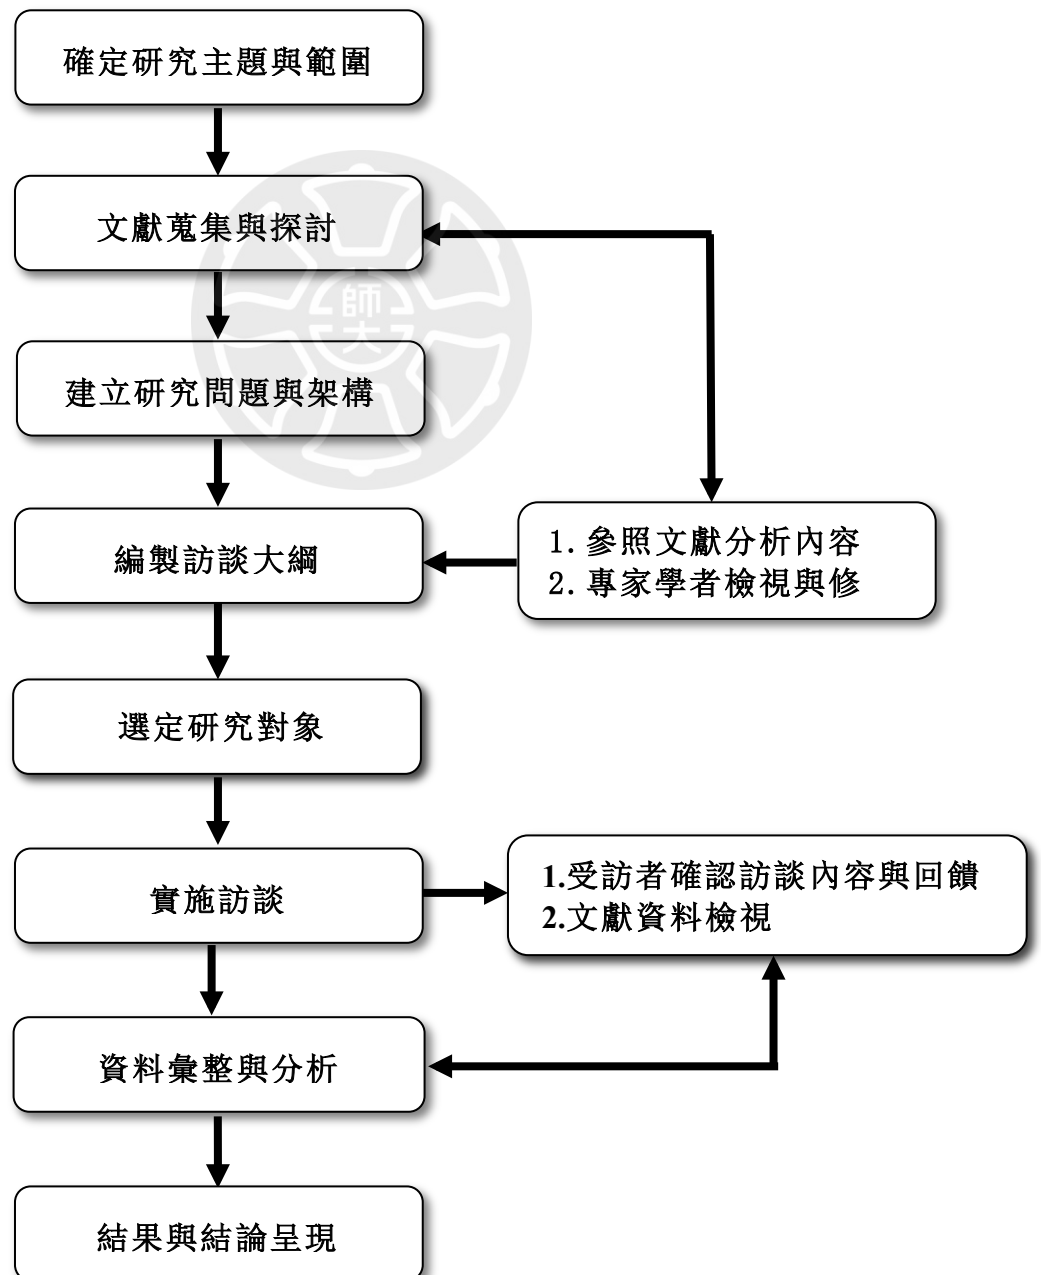 確定研究主題與範圍
文獻蒐集與探討
師
大
建立研究問題與架構
編製訪談大綱
1.參照文獻分析內容
2.專家學者檢視與修
選定研究對象
實施訪談
1.受訪者確認訪談內容與回饋
2.文獻資料檢視
資料彙整與分析
結果與結論呈現